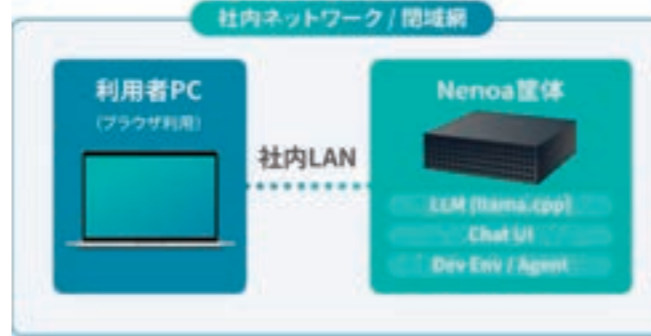 社内ネットワーク / 閉域網
利用者PC
(ブラウザ利用)
社内LAN
Nenoa筐体
LLM (llama.cpp)
Chat UI
Dev Env / Agent